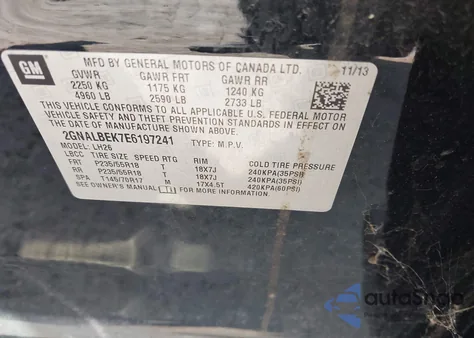 GM
MFD BY GENERAL MOTORS OF CANADA LTD.
11/13
GVWR GAWR FRT GAWR RR
2250 KG 1175 KG 1240 KG
4960 LB 2590 LB 2733 LB
THIS VEHICLE CONFORMS TO ALL APPLICABLE U.S. FEDERAL MOTOR
VEHICLE SAFETY AND THEFT PREVENTION STANDARDS IN EFFECT
ON THE DATE OF MANUFACTURE SHOWN ABOVE.
2GNALBEK7E6197241 TYPE: M.P.V.
MODEL: LH26
LBCC TIRE SIZE SPEED RTG RIM COLD TIRE PRESSURE
FRT P235/55R18 T 18X7J 240KPA(35PSI)
RR P235/55R18 T 18X7J 240KPA(35PSI)
SPA T145/70R17 M 17X4.5T 420KPA(60PSI)
SEE OWNER'S MANUAL FOR MORE INFORMATION.
autoSngo